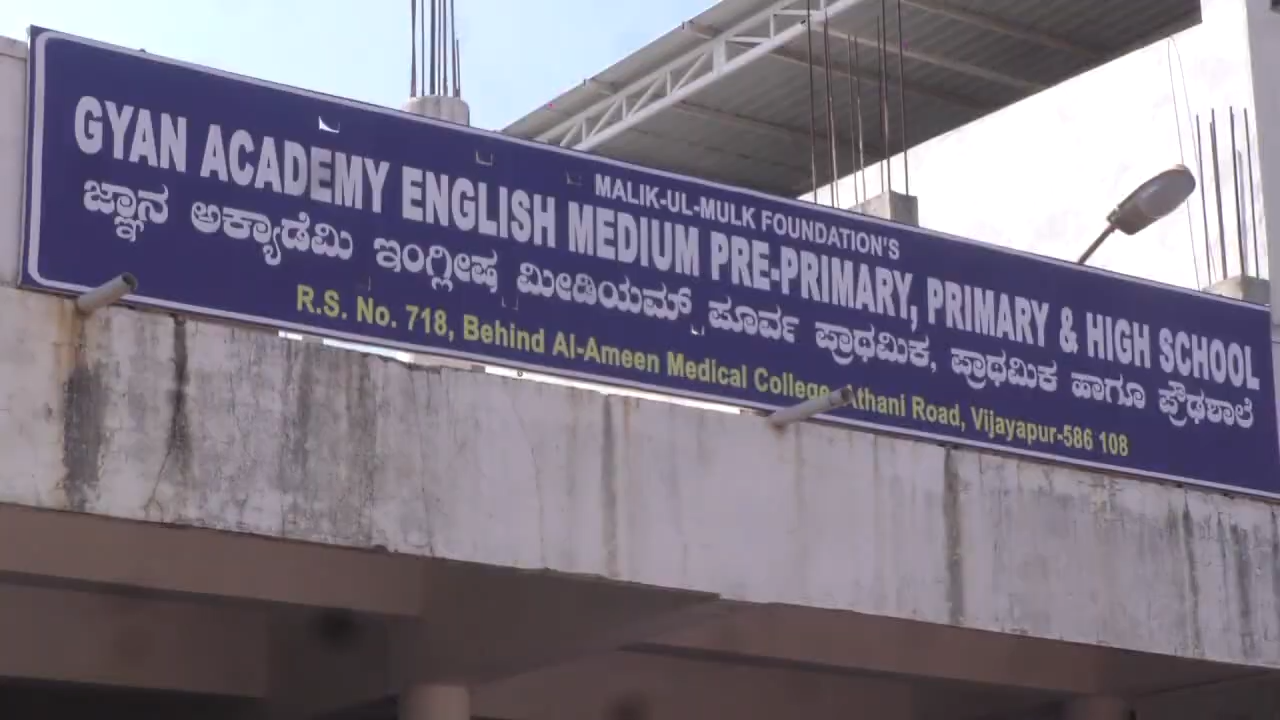 MALIK-UL-MULK FOUNDATION'S
GYAN ACADEMY ENGLISH MEDIUM PRE-PRIMARY, PRIMARY & HIGH SCHOOL
ಜ್ಞಾನ ಅಕ್ಯಾಡೆಮಿ ಇಂಗ್ಲೀಷ ಮೀಡಿಯಮ್ ಪೂರ್ವ ಪ್ರಾಥಮಿಕ, ಪ್ರಾಥಮಿಕ ಹಾಗೂ ಪ್ರೌಢಶಾಲೆ
R.S. No. 718, Behind Al-Ameen Medical College, Athani Road, Vijayapur-586 108